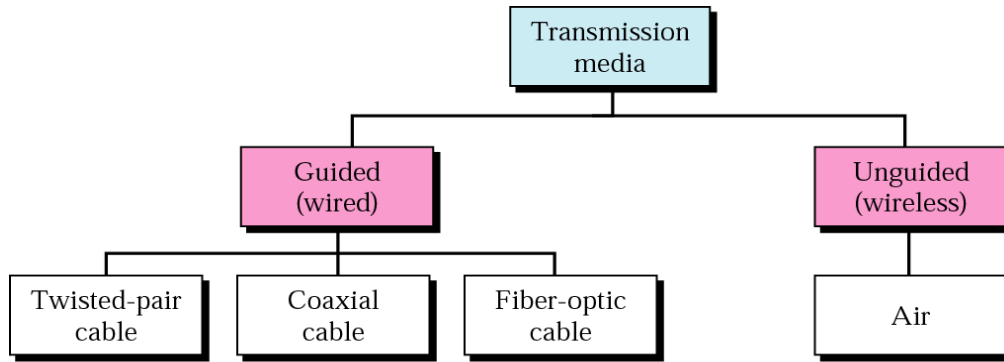 Transmission
media
Guided
(wired)
Unguided
(wireless)
Twisted-pair
cable
Coaxial
cable
Fiber-optic
cable
Air